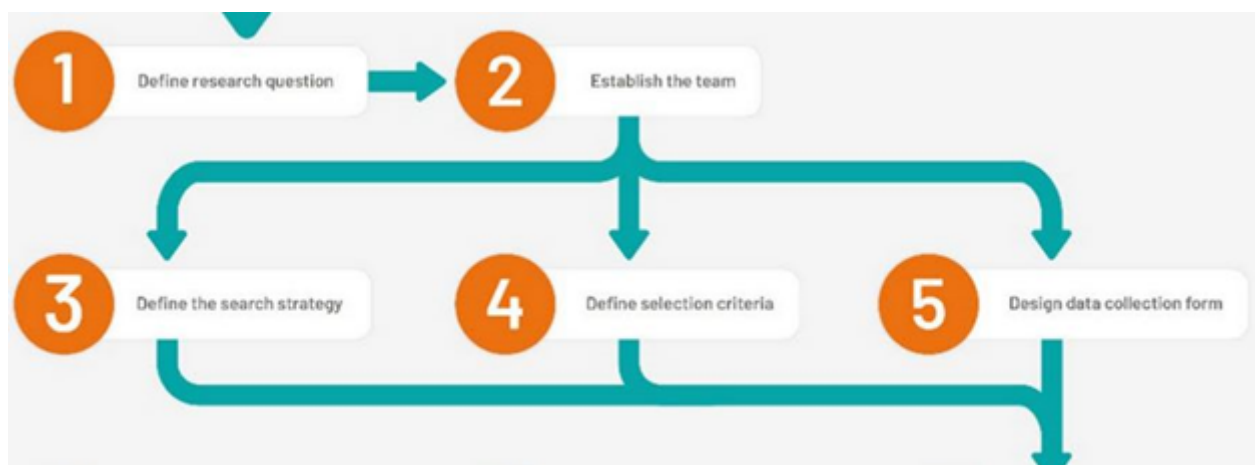 1
Define research question
2
Establish the team
3
Define the search strategy
4
Define selection criteria
5
Design data collection form